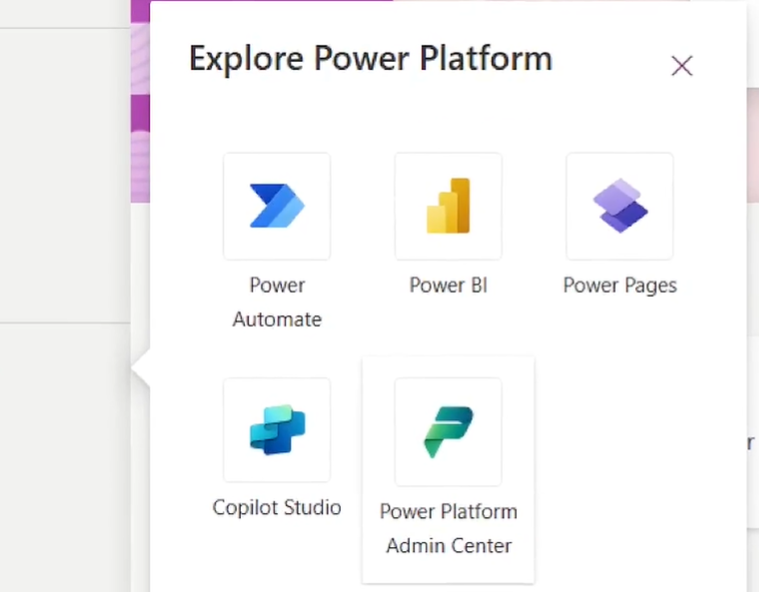 Explore Power Platform
Power
Automate
Power BI
Power Pages
Copilot Studio
Power Platform
Admin Center
r